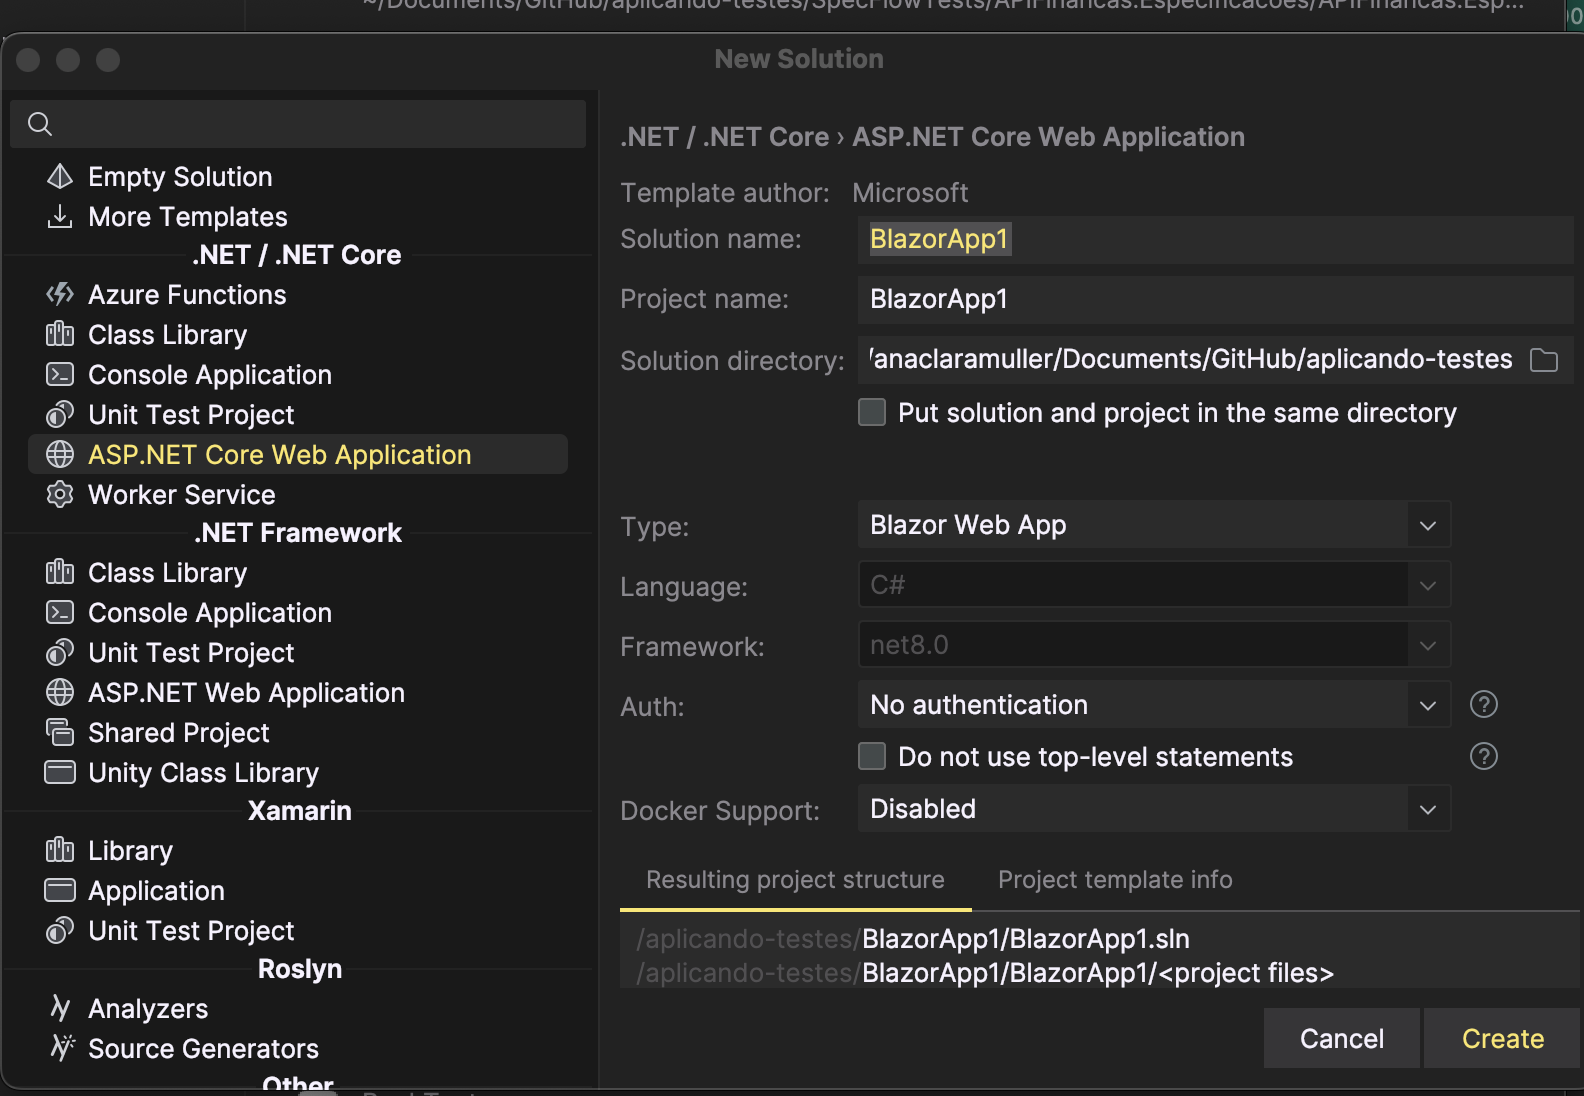 ~/Documents/GitHub/aplicando-testes/SpecFlowTests/APIFinancas.Especificacoes/APIFinancas.Esp...
New Solution
Empty Solution
More Templates
.NET / .NET Core
Azure Functions
Class Library
Console Application
Unit Test Project
ASP.NET Core Web Application
Worker Service
.NET Framework
Class Library
Console Application
Unit Test Project
ASP.NET Web Application
Shared Project
Unity Class Library
Xamarin
Library
Application
Unit Test Project
Roslyn
Analyzers
Source Generators
Other
.NET / .NET Core › ASP.NET Core Web Application
Template author: Microsoft
Solution name: BlazorApp1
Project name: BlazorApp1
Solution directory: /anaclaramuller/Documents/GitHub/aplicando-testes
Put solution and project in the same directory
Type: Blazor Web App
Language: C#
Framework: net8.0
Auth: No authentication ?
Do not use top-level statements ?
Docker Support: Disabled
Resulting project structure Project template info
/aplicando-testes/BlazorApp1/BlazorApp1.sln
/aplicando-testes/BlazorApp1/BlazorApp1/<project files>
Cancel Create